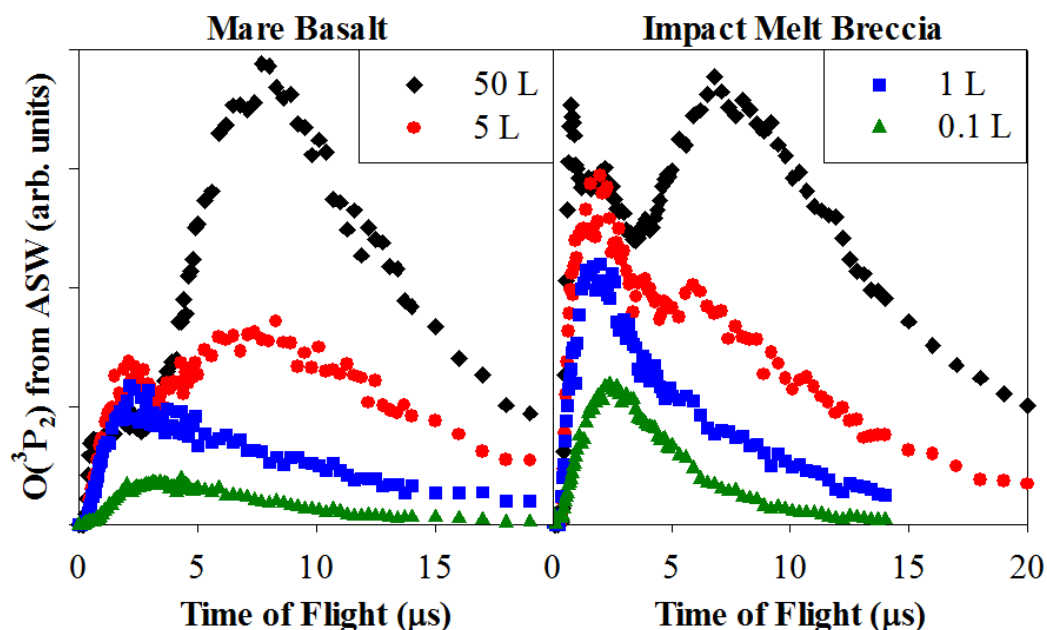 Mare Basalt
Impact Melt Breccia
50 L
5 L
1 L
0.1 L
O(³P₂) from ASW (arb. units)
0 5 10 15 0 5 10 15 20
Time of Flight (μs) Time of Flight (μs)